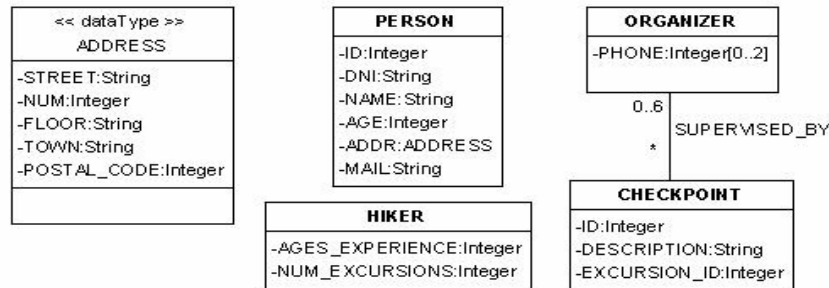 << dataType >>
ADDRESS
-STREET:String
-NUM:Integer
-FLOOR:String
-TOWN:String
-POSTAL_CODE:Integer
PERSON
-ID:Integer
-DNI:String
-NAME:String
-AGE:Integer
-ADDR:ADDRESS
-MAIL:String
ORGANIZER
-PHONE:Integer[0..2]
0..6
SUPERVISED_BY
*
HIKER
-AGES_EXPERIENCE:Integer
-NUM_EXCURSIONS:Integer
CHECKPOINT
-ID:Integer
-DESCRIPTION:String
-EXCURSION_ID:Integer